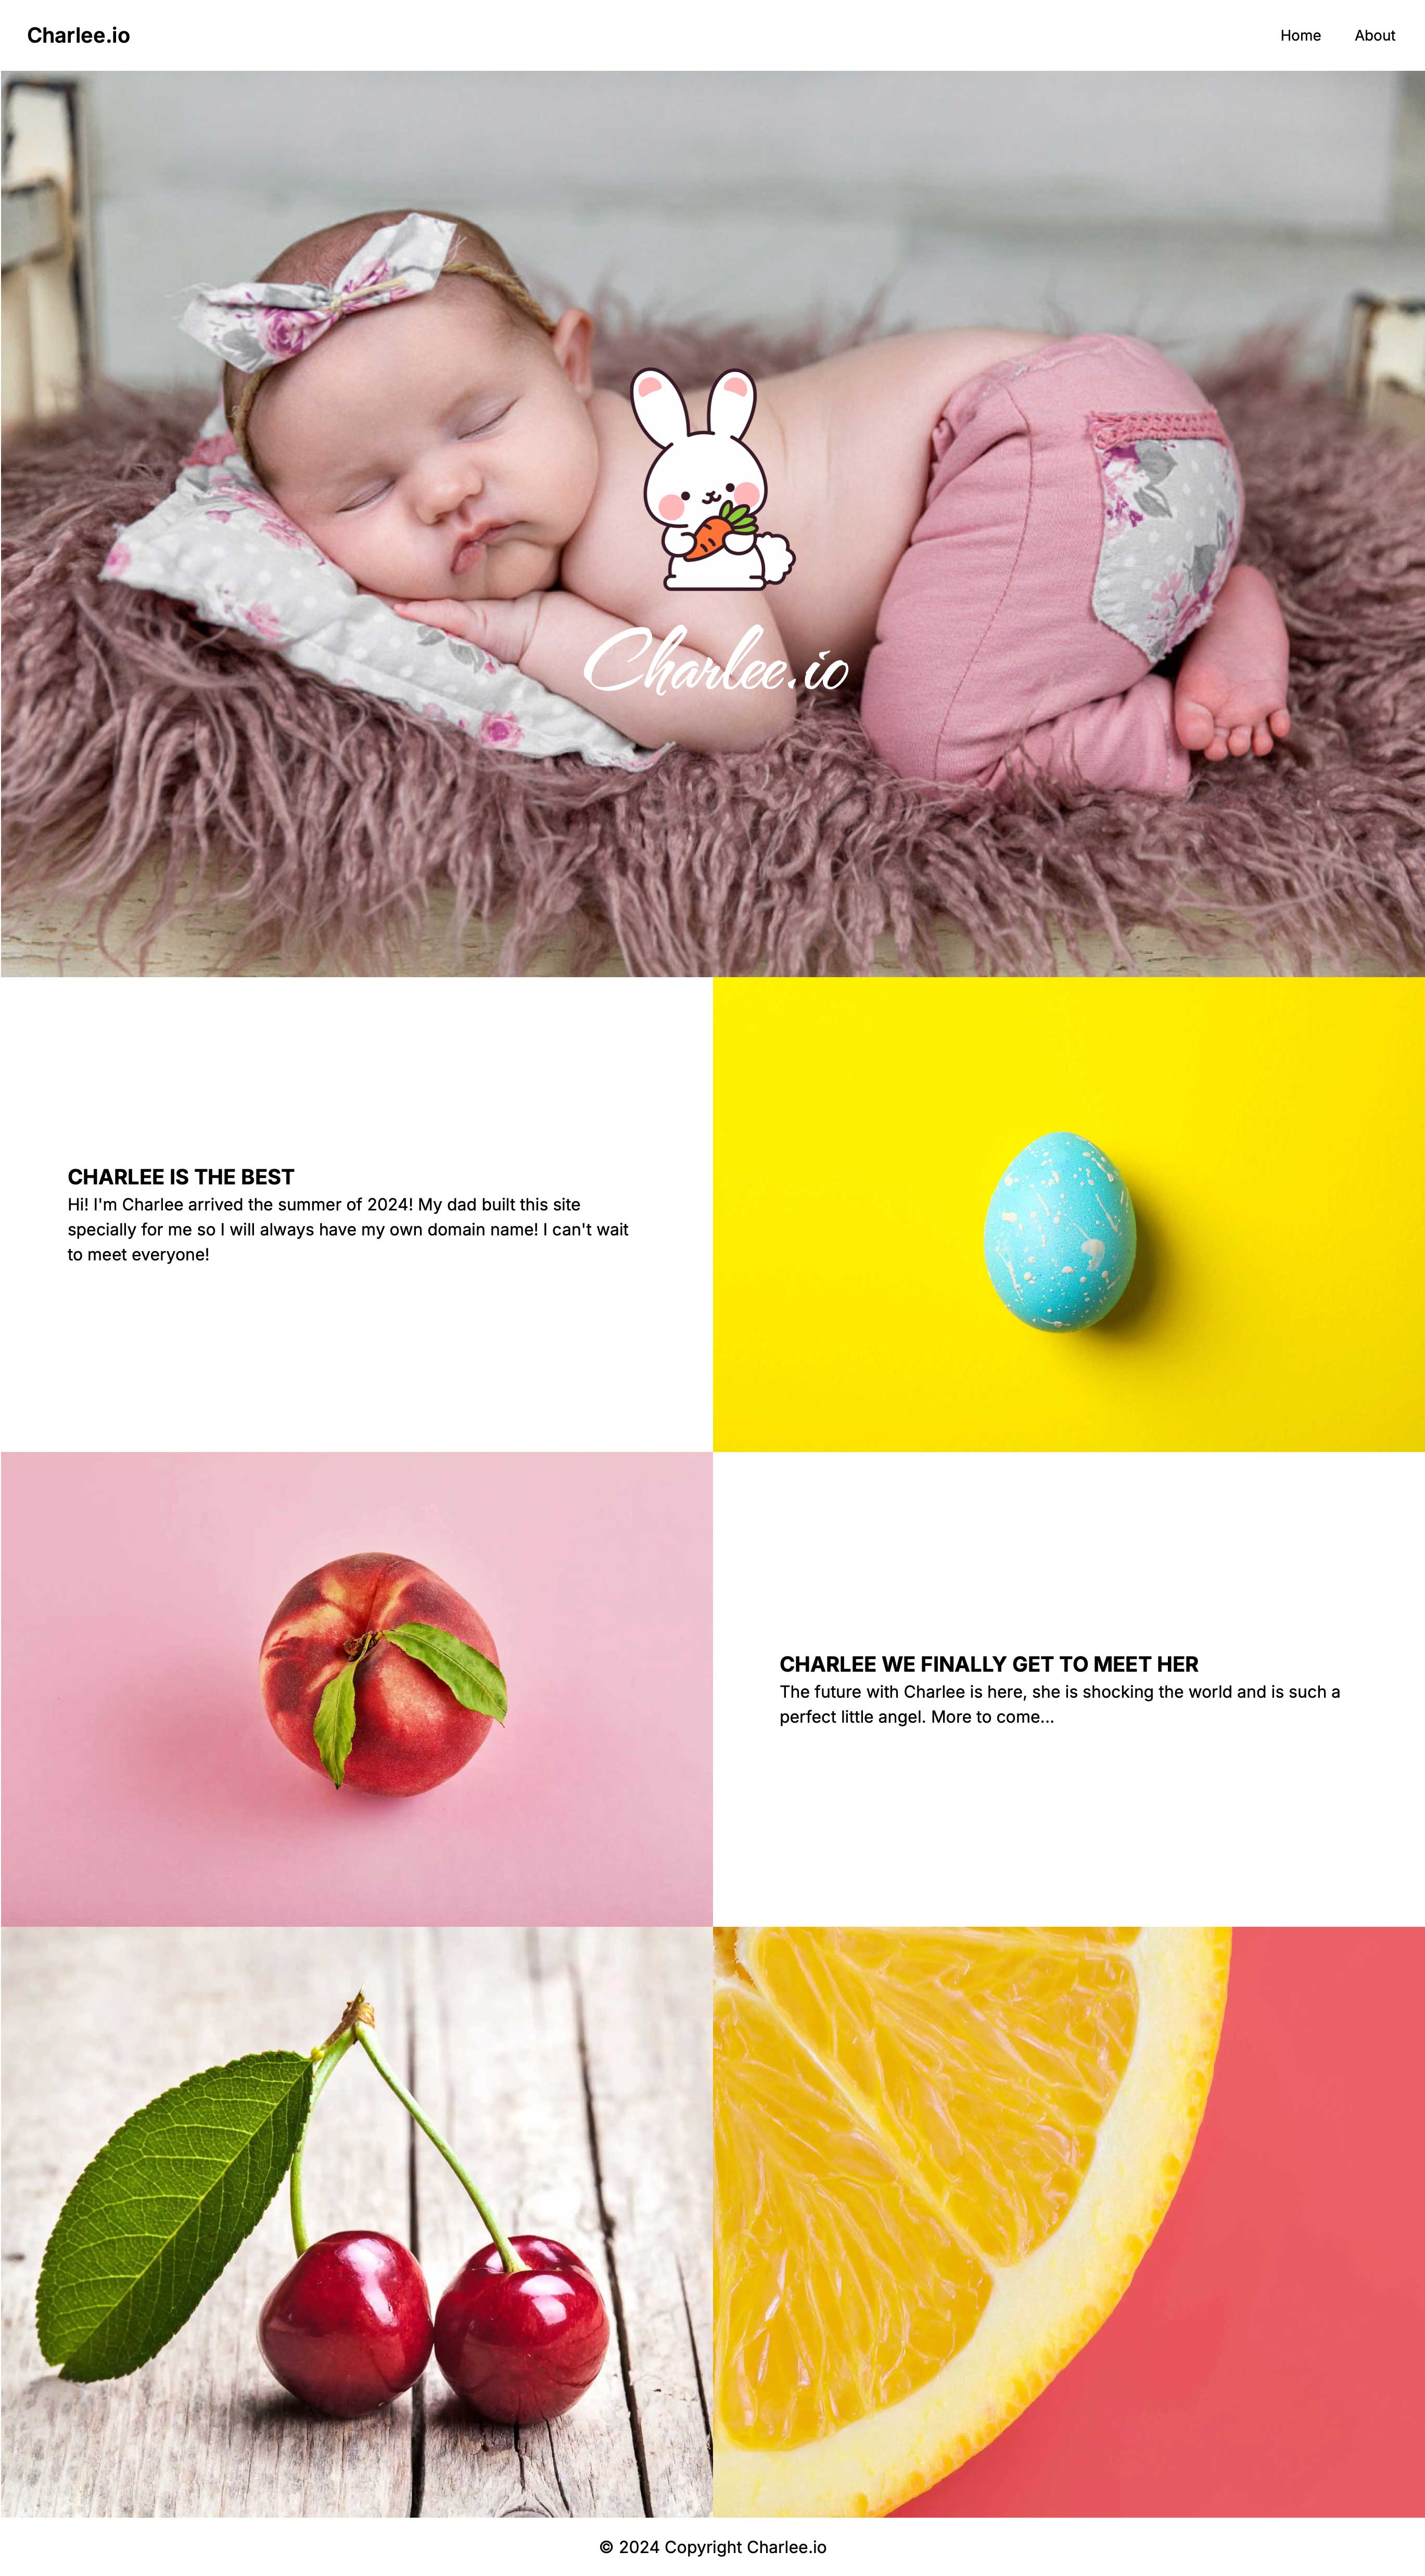 Charlee.io
Home About
Charlee.io
CHARLEE IS THE BEST
Hi! I'm Charlee arrived the summer of 2024! My dad built this site
specially for me so I will always have my own domain name! I can't wait
to meet everyone!
CHARLEE WE FINALLY GET TO MEET HER
The future with Charlee is here, she is shocking the world and is such a
perfect little angel. More to come...
© 2024 Copyright Charlee.io